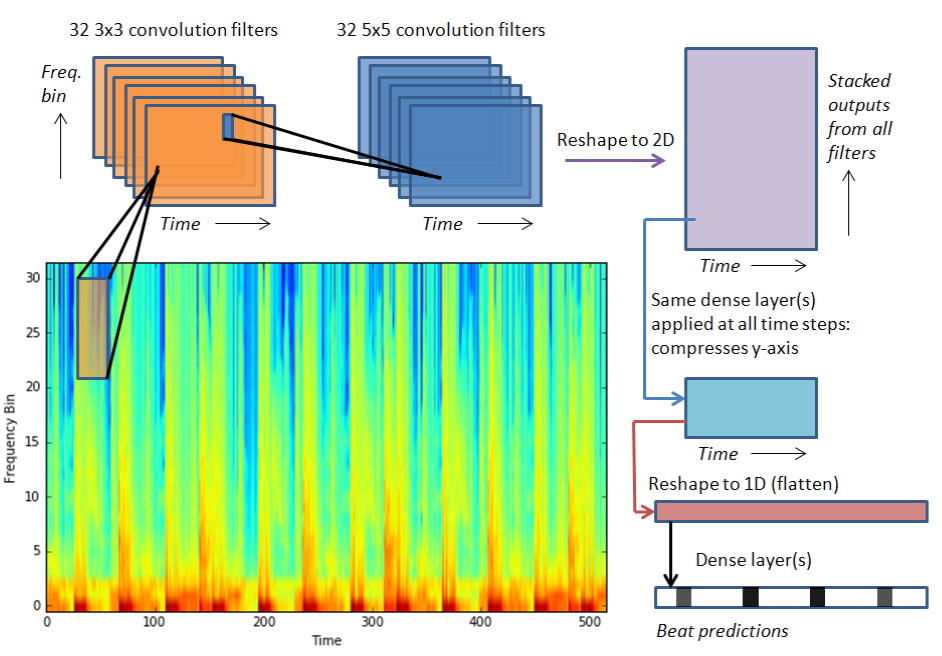 32 3x3 convolution filters
32 5x5 convolution filters
Freq.
bin
Time
Time
Reshape to 2D
Stacked
outputs
from all
filters
Time
Same dense layer(s)
applied at all time steps:
compresses y-axis
Time
Reshape to 1D (flatten)
Dense layer(s)
Beat predictions
Frequency Bin
30
25
20
15
10
5
0
0 100 200 300 400 500
Time